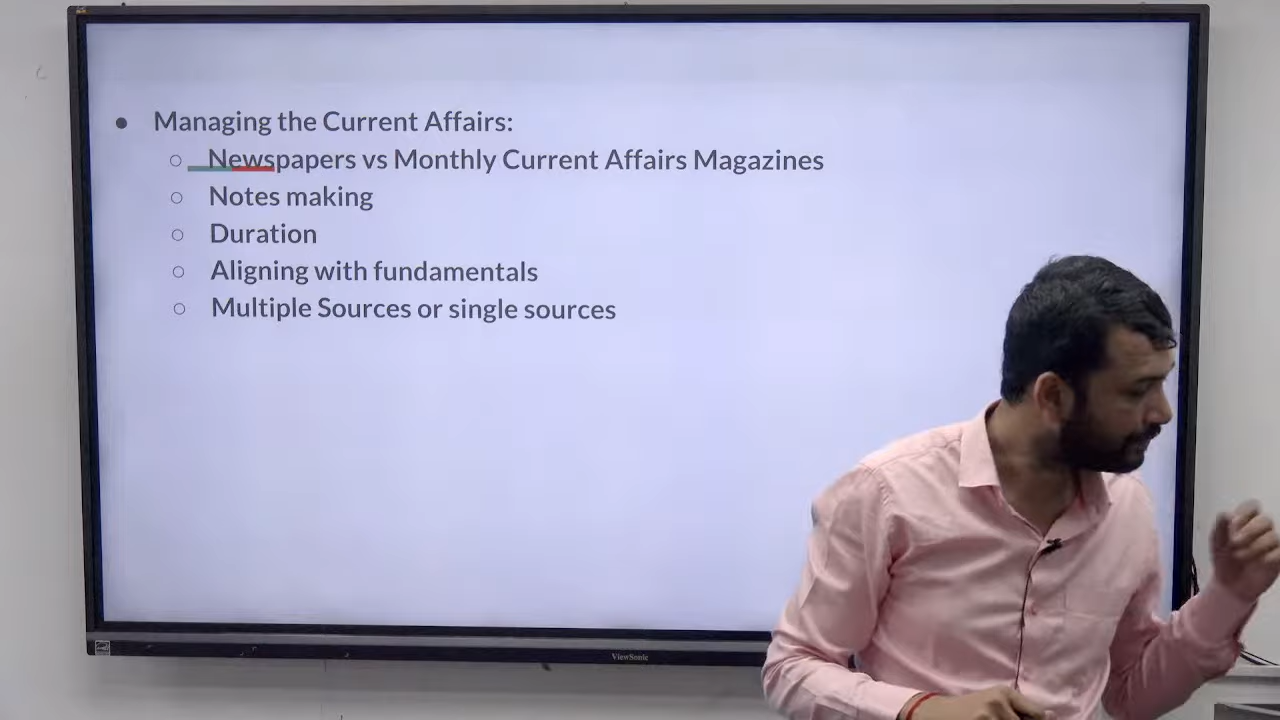 ● Managing the Current Affairs:
○ Newspapers vs Monthly Current Affairs Magazines
○ Notes making
○ Duration
○ Aligning with fundamentals
○ Multiple Sources or single sources
ViewSonic